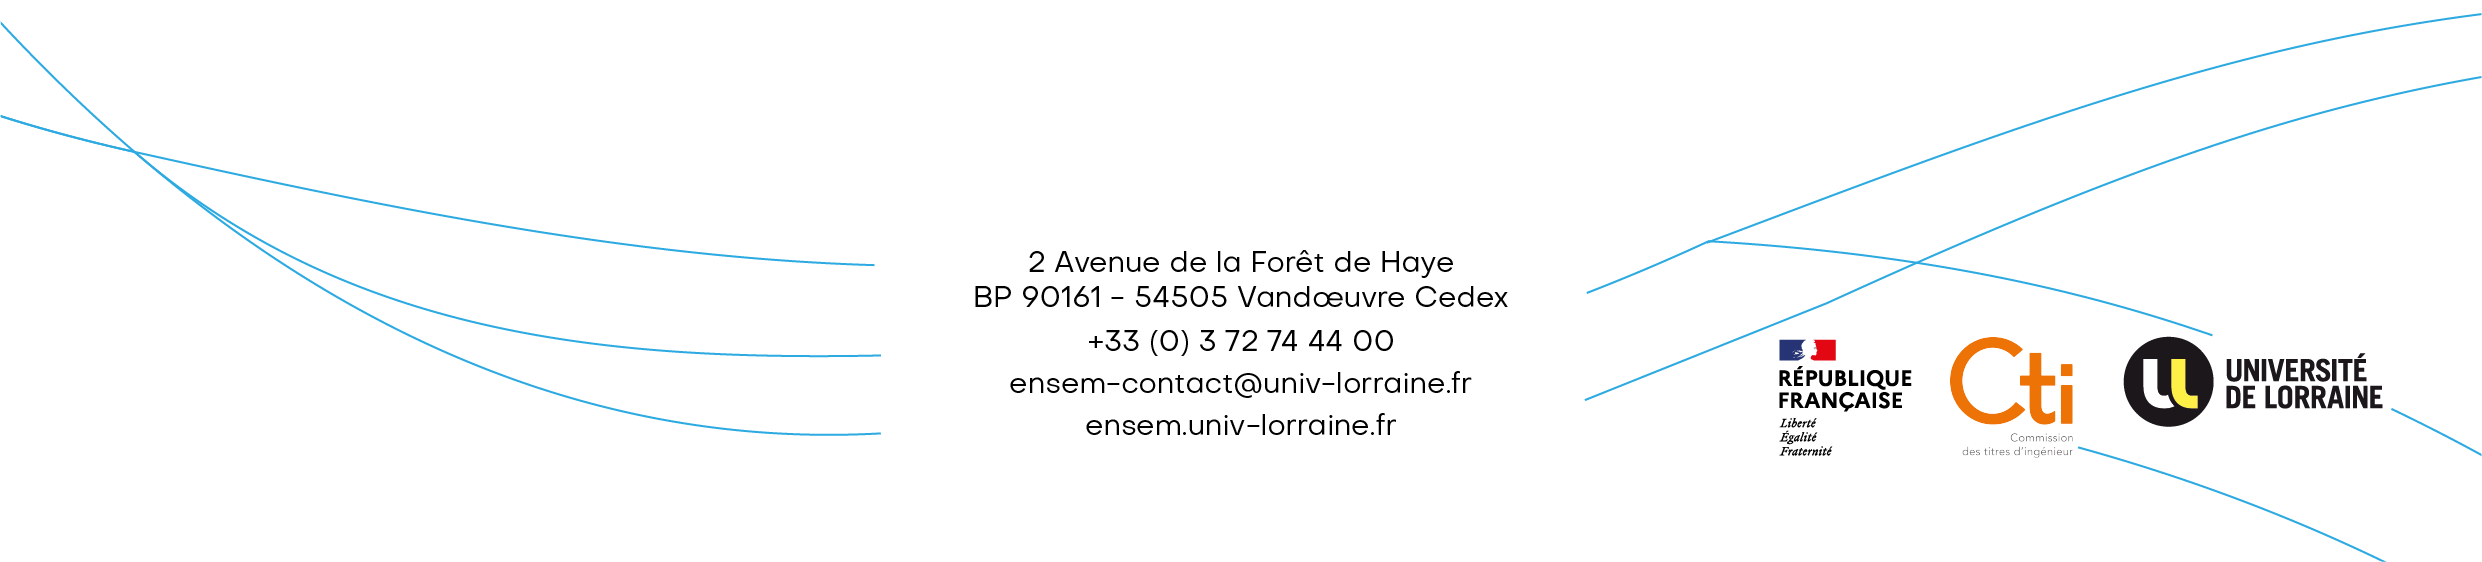 2 Avenue de la Forêt de Haye
BP 90161 - 54505 Vandœuvre Cedex
+33 (0) 3 72 74 44 00
ensem-contact@univ-lorraine.fr
ensem.univ-lorraine.fr
RÉPUBLIQUE
FRANÇAISE
Liberté
Égalité
Fraternité
Cti
Commission
des titres d'ingénieur
UNIVERSITÉ
DE LORRAINE